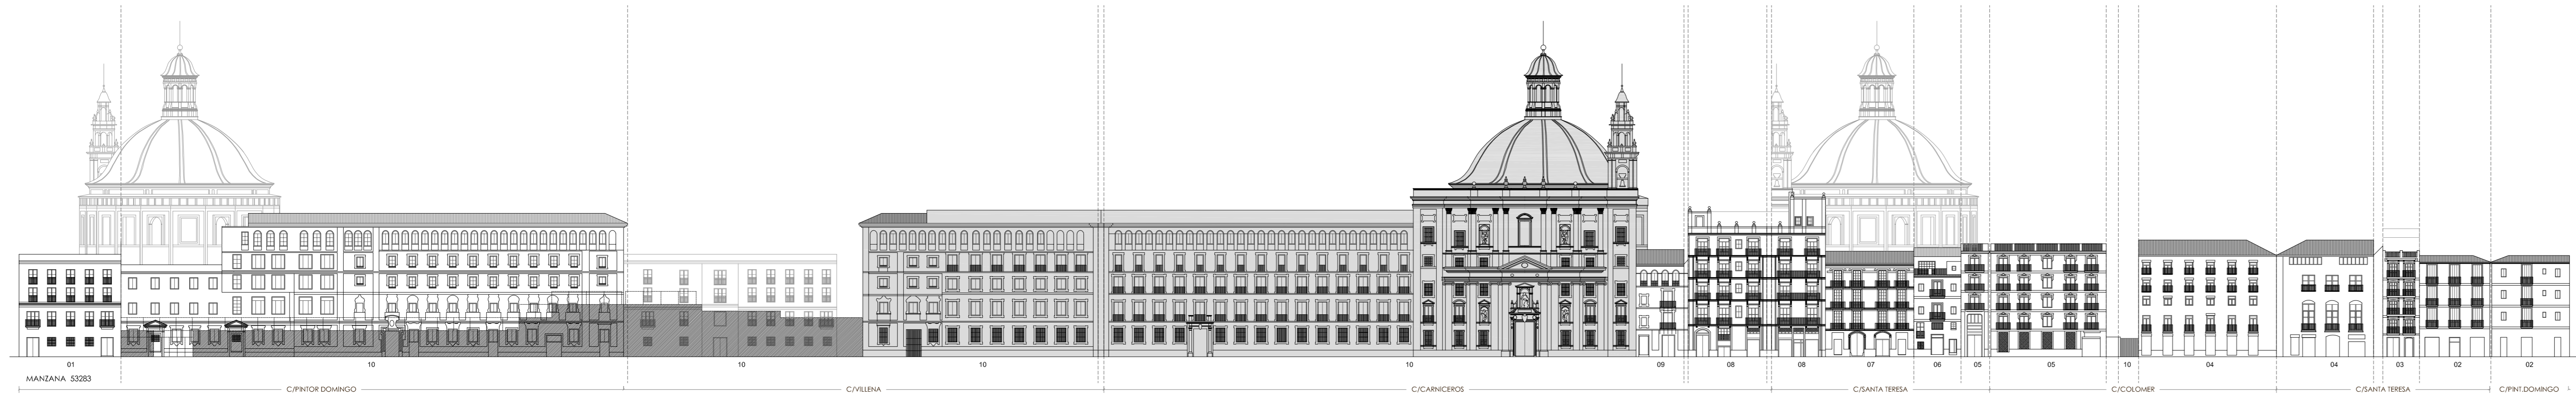 01 10 10 10 10 09 08 08 07 06 05 05 10 04 04 03 02 02
MANZANA 53283
C/PINTOR DOMINGO C/VILLENA C/CARNICEROS C/SANTA TERESA C/COLOMER C/SANTA TERESA C/PINT.DOMINGO